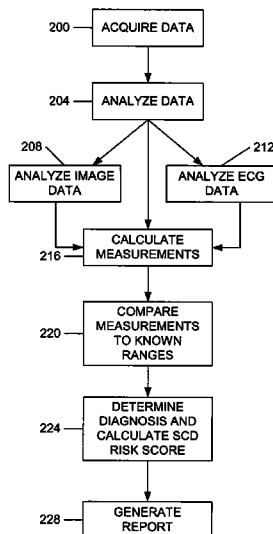 200
ACQUIRE DATA
204
ANALYZE DATA
208
212
ANALYZE IMAGE
DATA
ANALYZE ECG
DATA
216
CALCULATE
MEASUREMENTS
220
COMPARE
MEASUREMENTS
TO KNOWN
RANGES
224
DETERMINE
DIAGNOSIS AND
CALCULATE SCD
RISK SCORE
228
GENERATE
REPORT